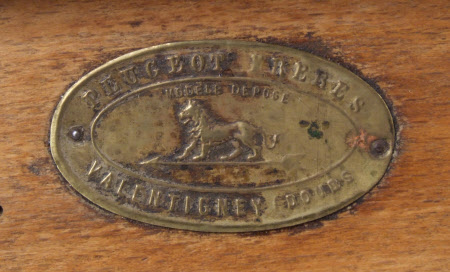 PEUGEOT FRERES
MODELE DEPOSE
VALENTIGNEY (DOUBS)